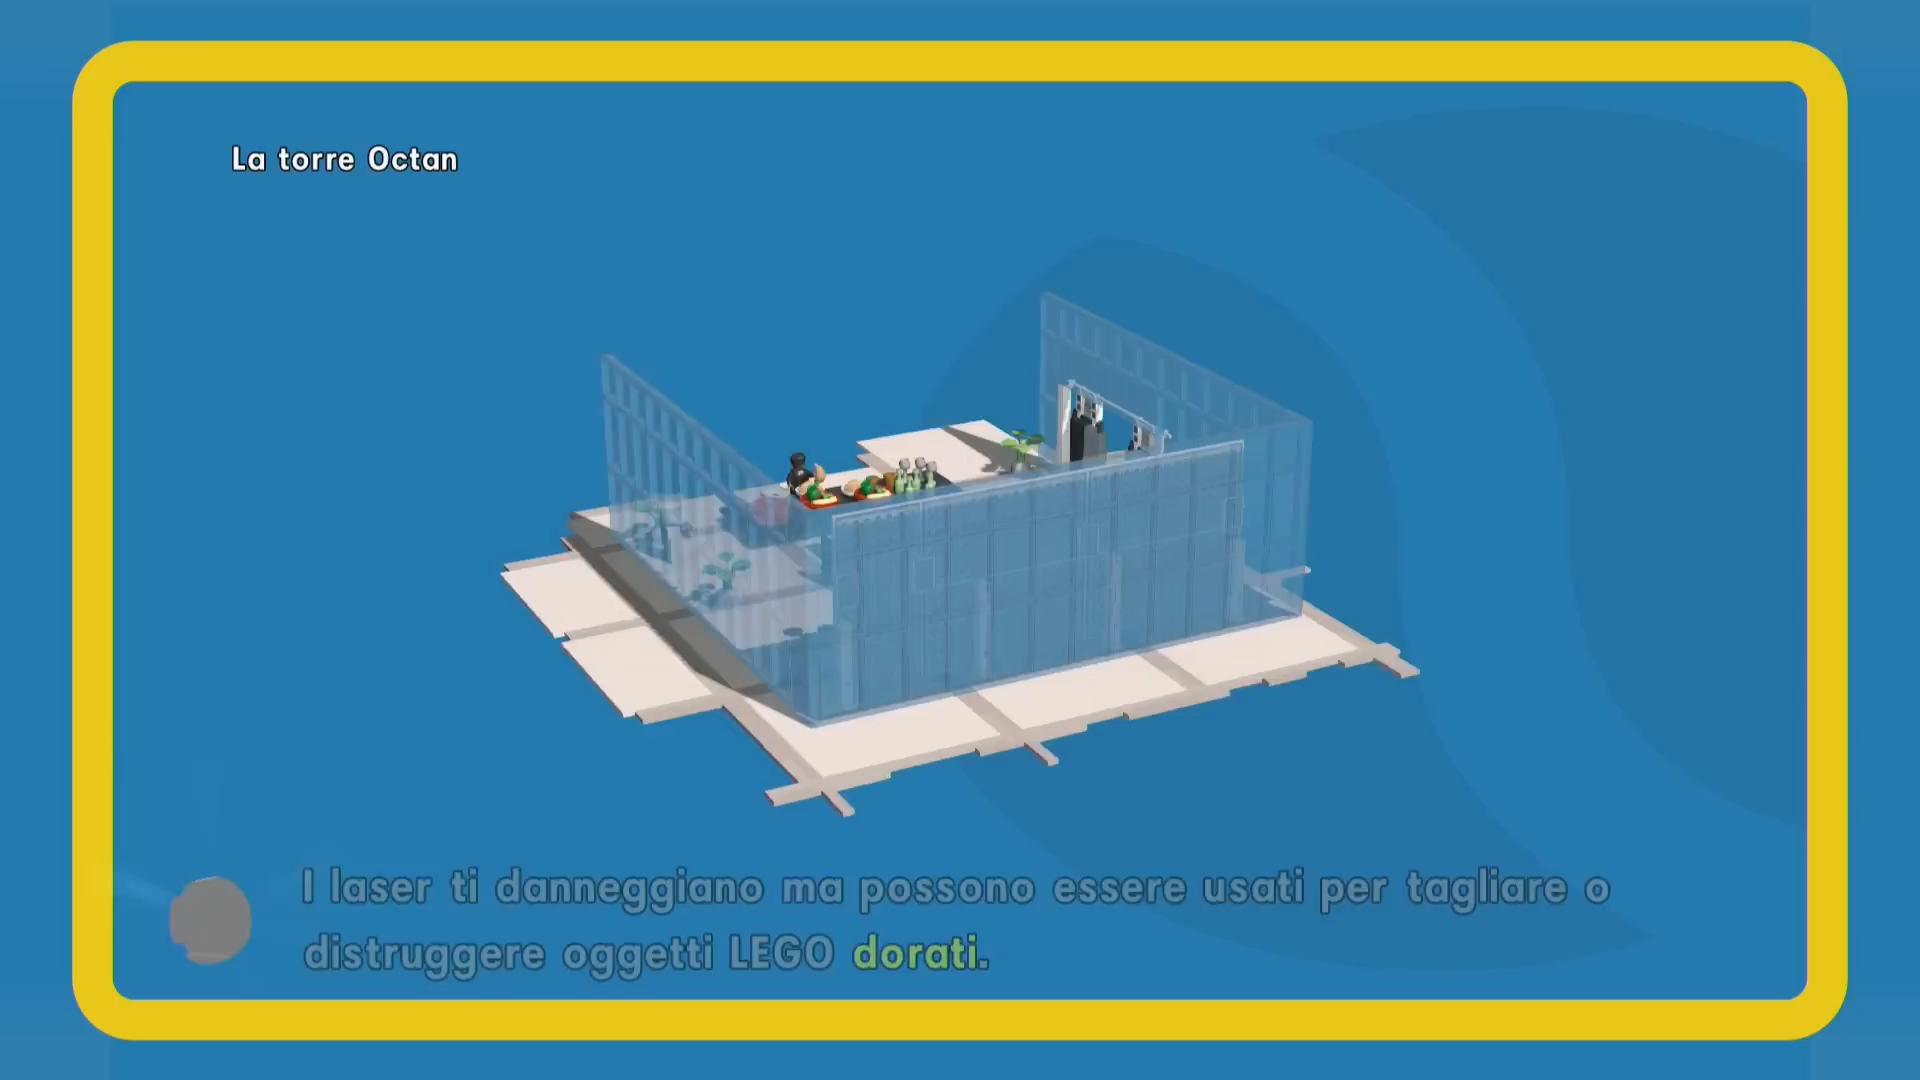 La torre Octan
I laser ti danneggiano ma possono essere usati per tagliare o
distruggere oggetti LEGO dorati.